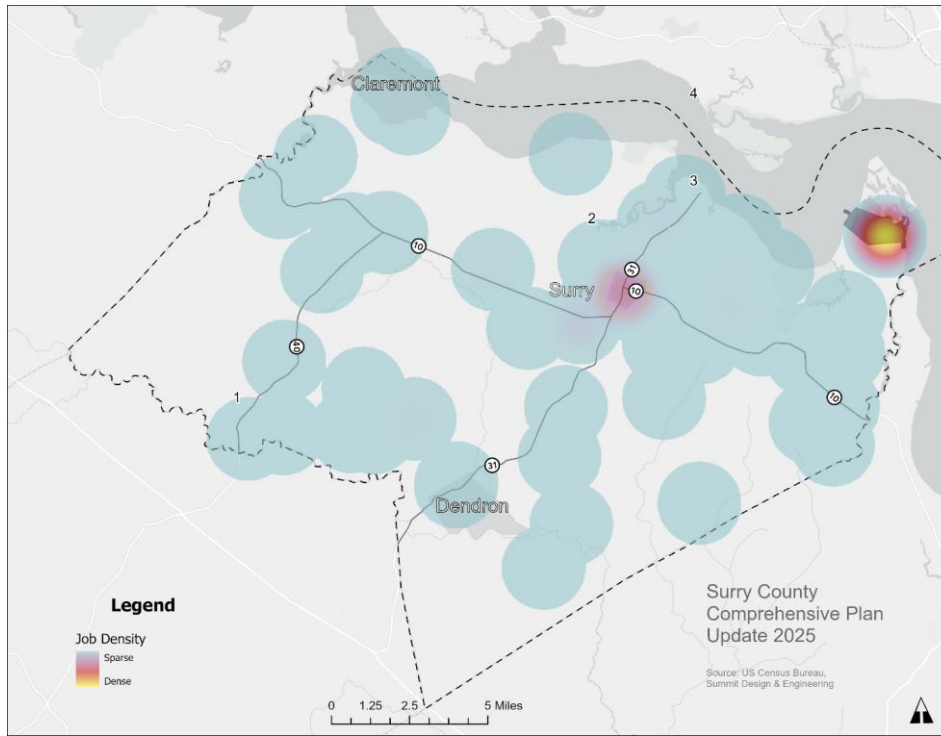 Claremont
4
3
2
10
31
Surry
10
40
1
10
31
Dendron
Legend
Job Density
Sparse
Dense
Surry County
Comprehensive Plan
Update 2025
Source: US Census Bureau,
Summit Design & Engineering
0 1.25 2.5 5 Miles